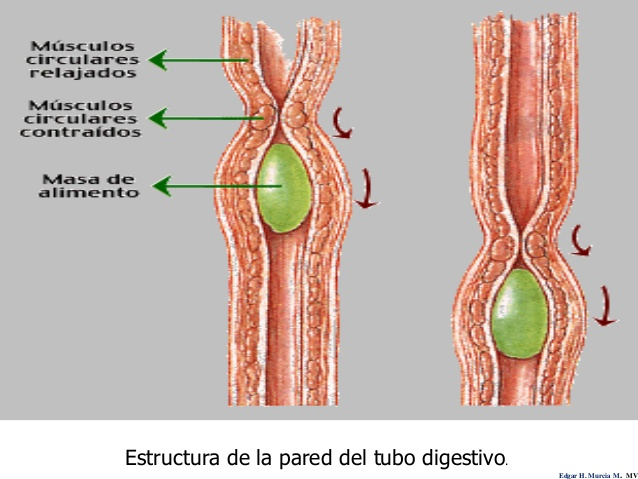 Músculos
circulares
relajados
Músculos
circulares
contraídos
Masa de
alimento
Estructura de la pared del tubo digestivo.
Edgar H. Murcia M. MV